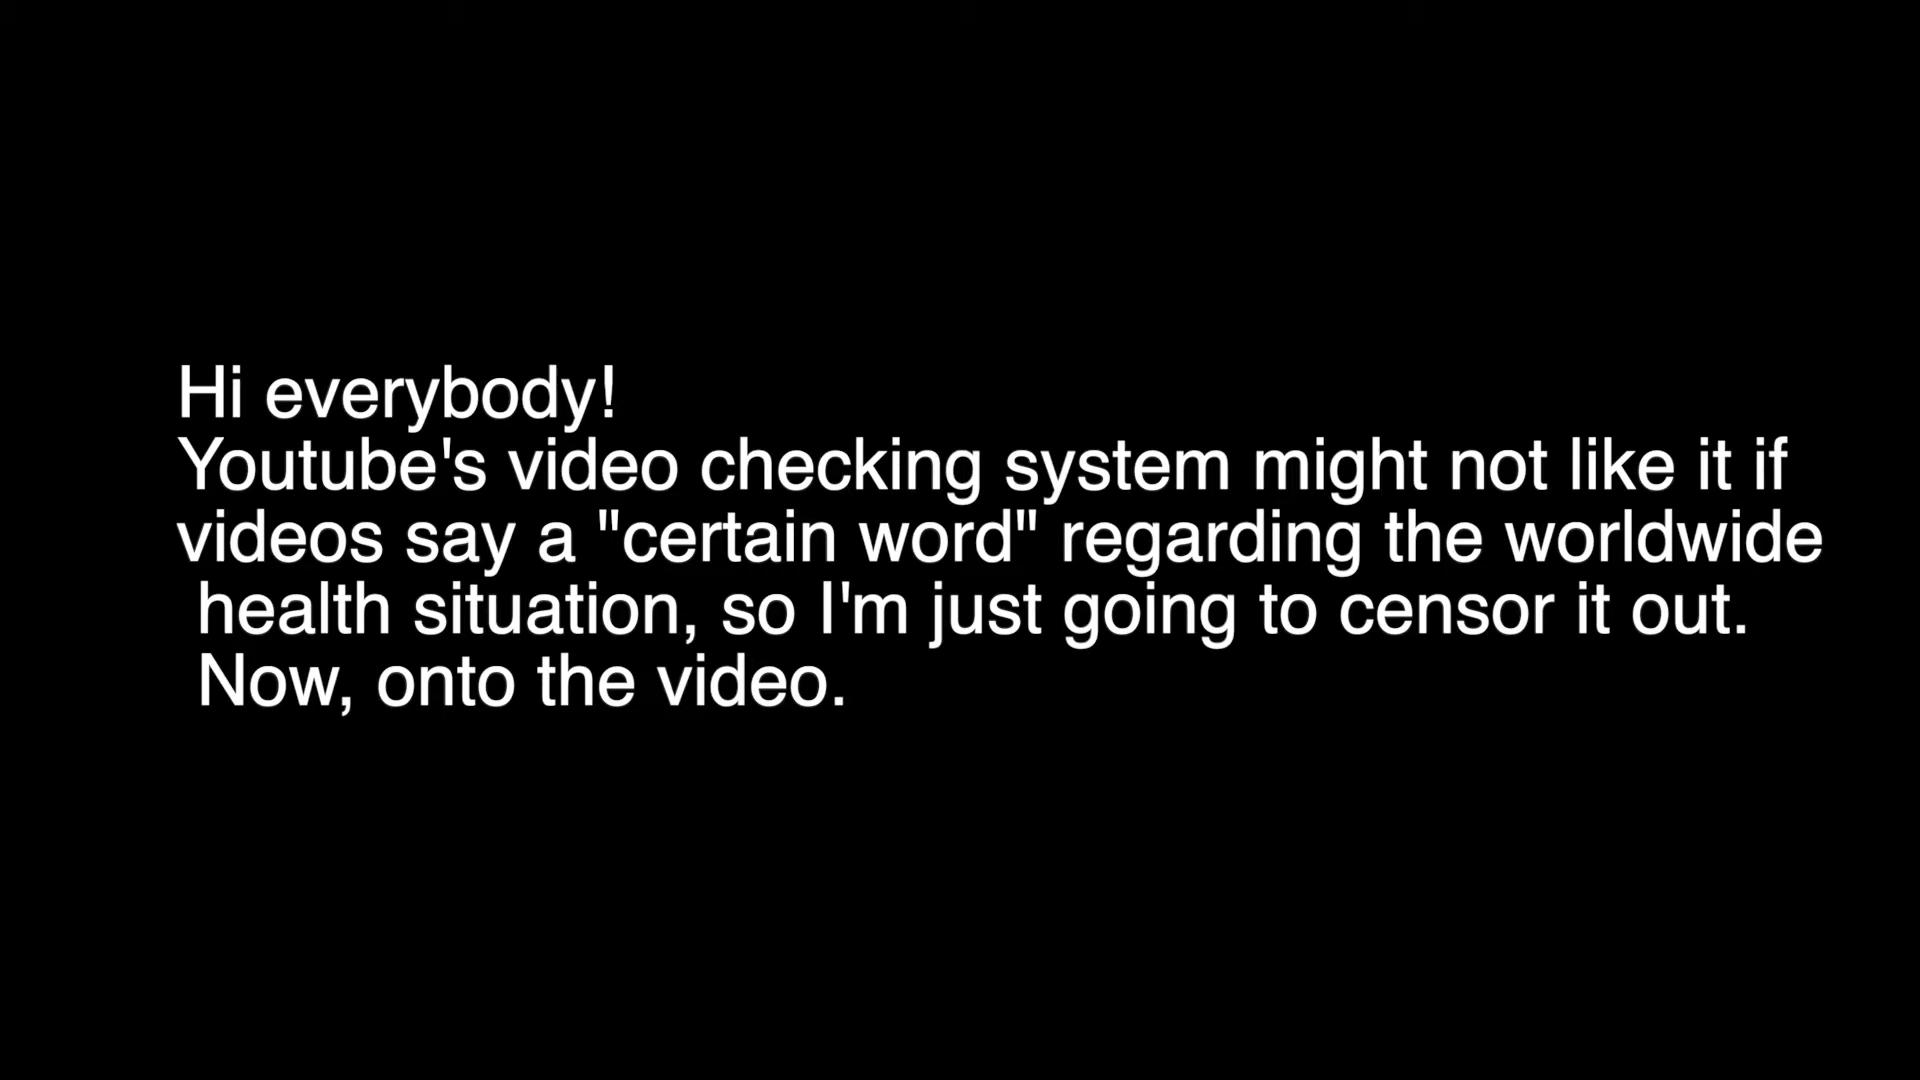 Hi everybody!
Youtube's video checking system might not like it if
videos say a "certain word" regarding the worldwide
health situation, so I'm just going to censor it out.
Now, onto the video.